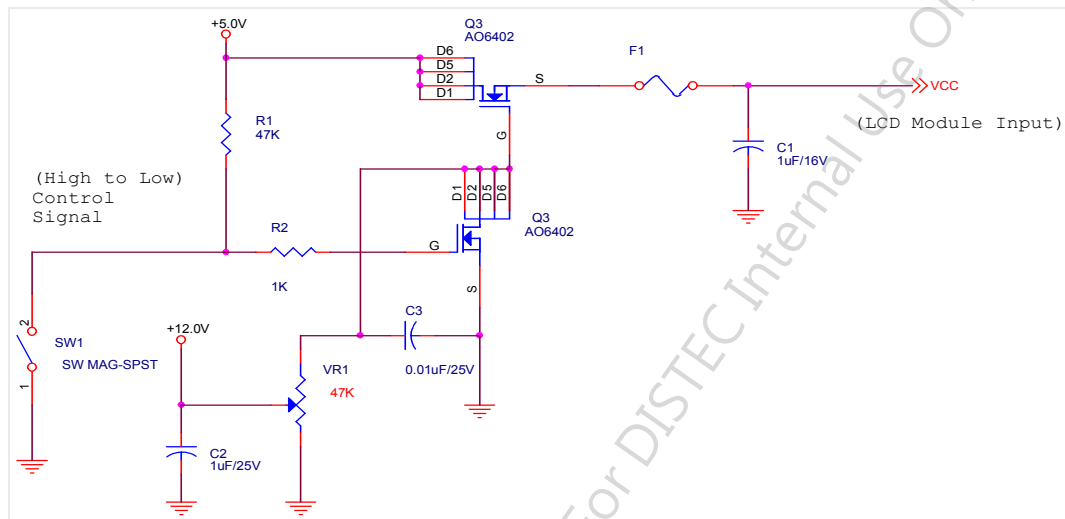 +5.0V
Q3
AO6402
D6
D5
D2
D1
S
G
F1
VCC
(LCD Module Input)
C1
1uF/16V
R1
47K
(High to Low)
Control
Signal
D1
D2
D5
D6
Q3
AO6402
R2
1K
G
S
C3
0.01uF/25V
+12.0V
2
SW1
SW MAG-SPST
1
VR1
47K
C2
1uF/25V
For DISTEC Internal Use